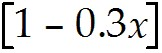 [1 – 0.3x]